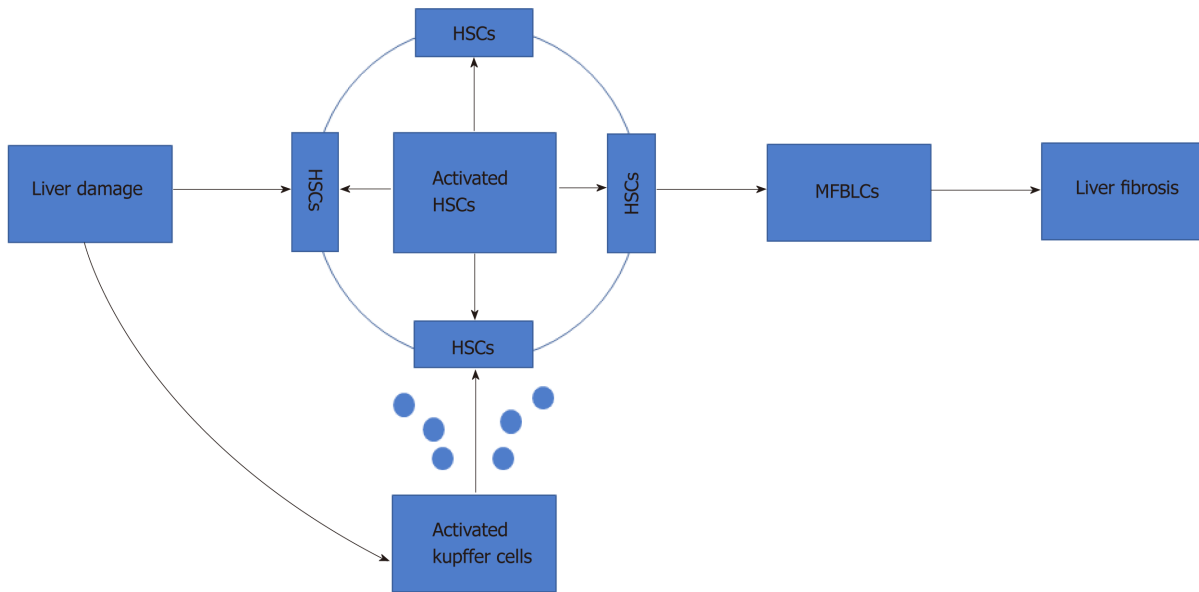 HSCs
Liver damage
HSCs
Activated
HSCs
HSCs
MFBLCs
Liver fibrosis
HSCs
Activated
kupffer cells